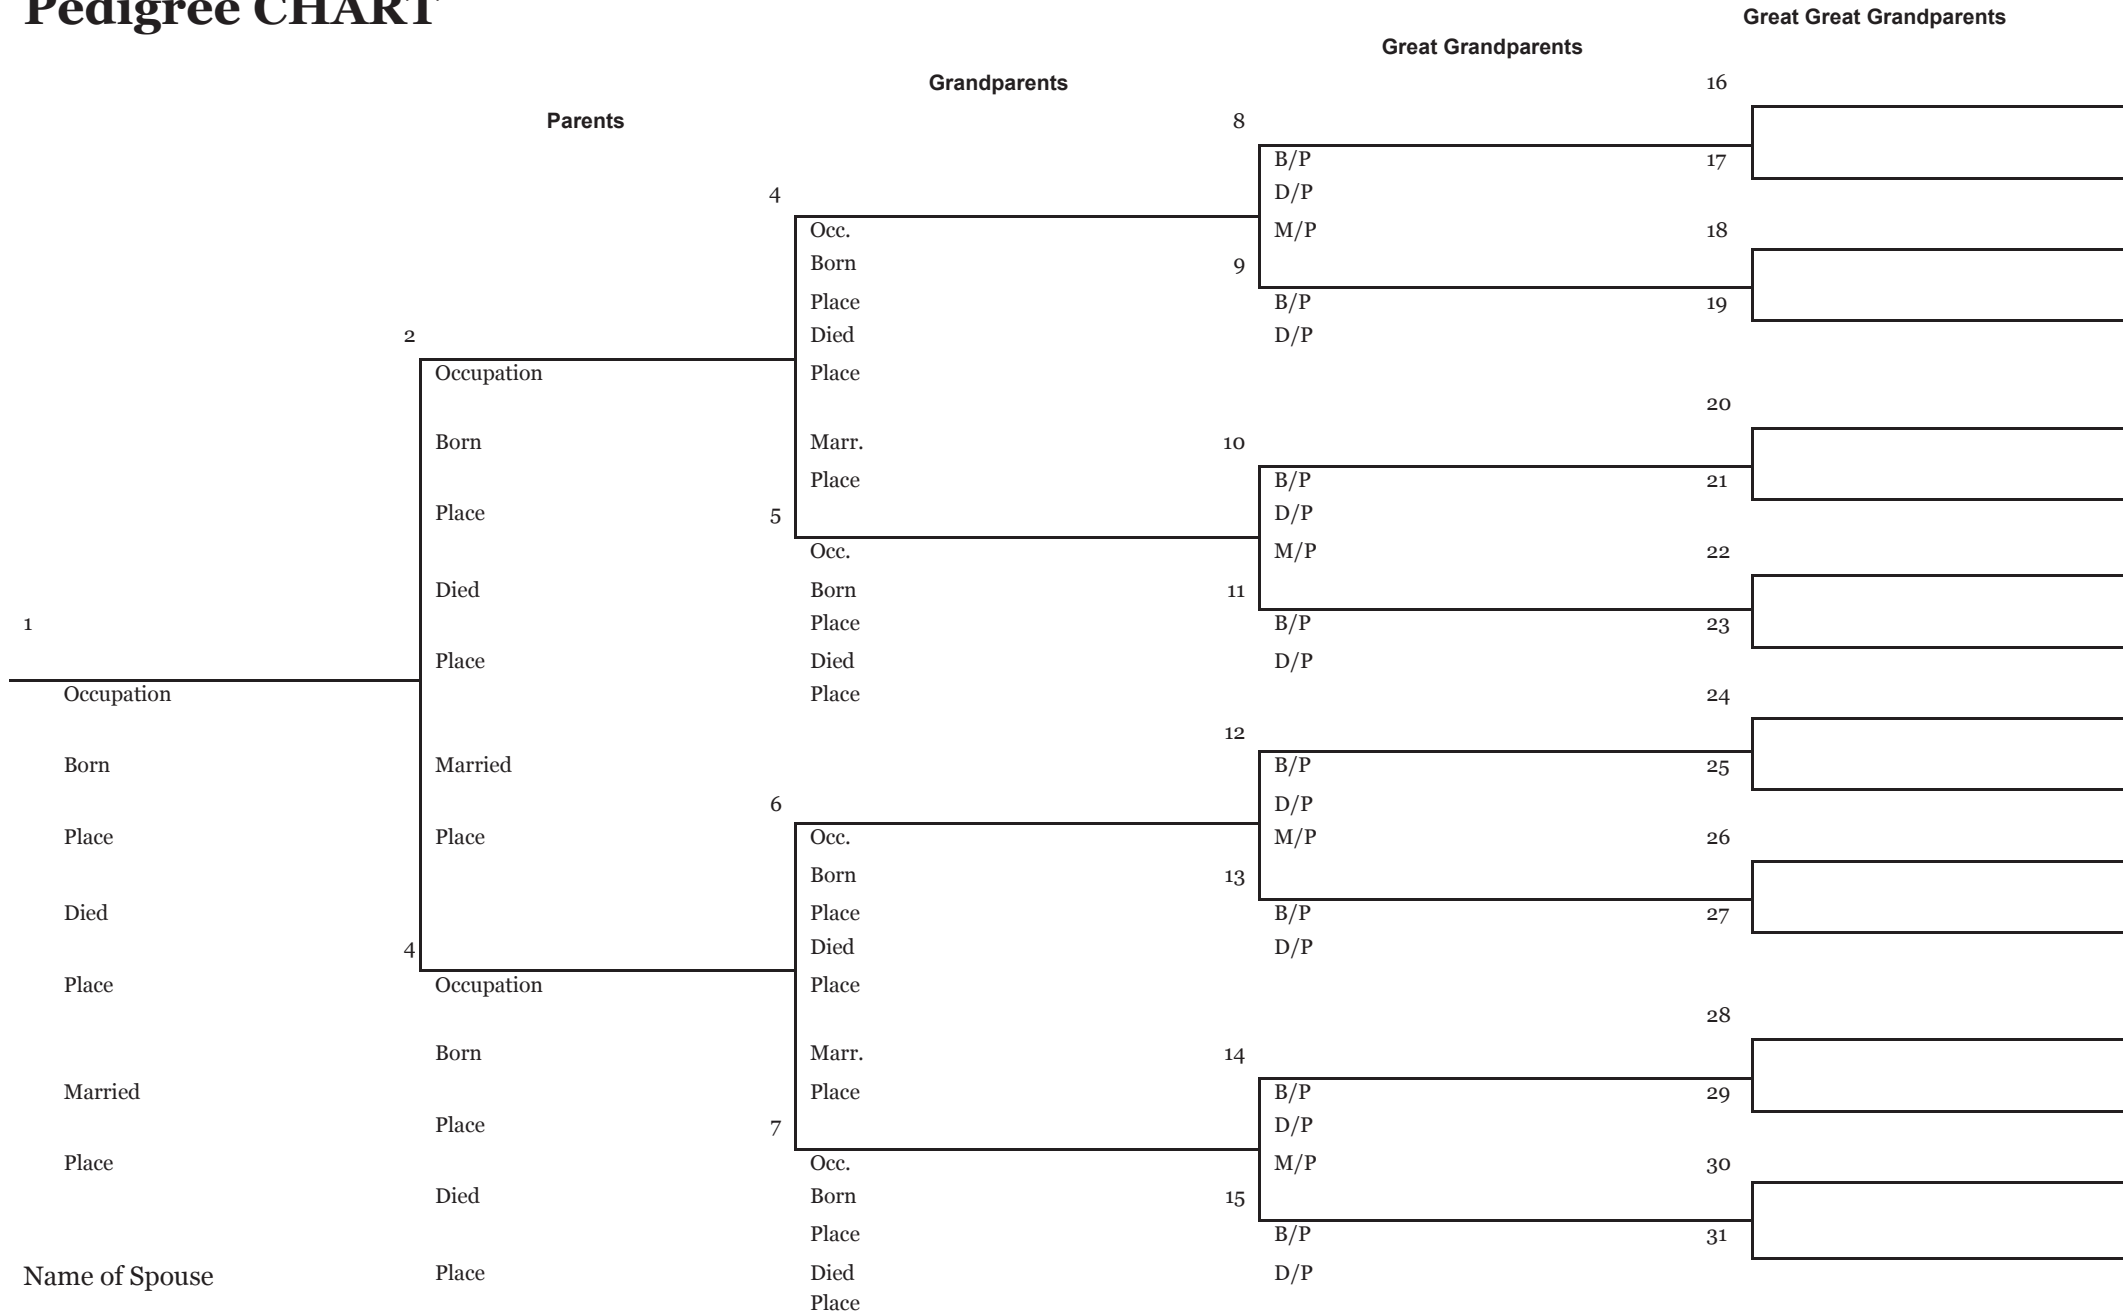 Pedigree CHART
Great Great Grandparents
Great Grandparents
Grandparents
Parents
1
Occupation
Born
Place
Died
Place
Married
Place
Name of Spouse
2
Occupation
Born
Place
Died
Place
Married
Place
4
Occupation
Born
Place
Died
Place
4
Occ.
Born
Place
Died
Place
Marr.
Place
5
Occ.
Born
Place
Died
Place
6
Occ.
Born
Place
Died
Place
Marr.
Place
7
Occ.
Born
Place
Died
Place
8
B/P
D/P
M/P
9
B/P
D/P
10
B/P
D/P
M/P
11
B/P
D/P
12
B/P
D/P
M/P
13
B/P
D/P
14
B/P
D/P
M/P
15
B/P
D/P
16
17
18
19
20
21
22
23
24
25
26
27
28
29
30
31